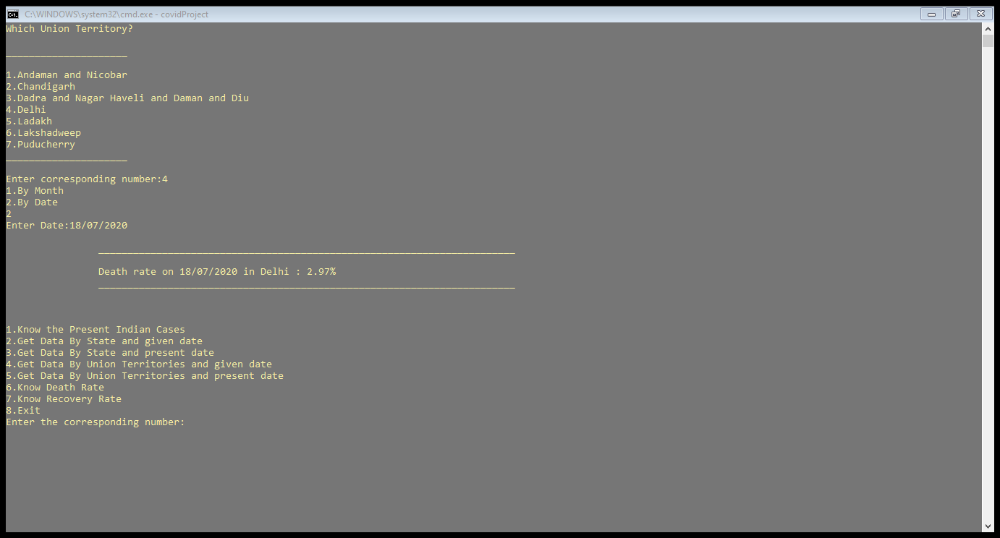 C:\WINDOWS\system32\cmd.exe - covidProject
Which Union Territory?
_____________________
1.Andaman and Nicobar
2.Chandigarh
3.Dadra and Nagar Haveli and Daman and Diu
4.Delhi
5.Ladakh
6.Lakshadweep
7.Puducherry
_____________________
Enter corresponding number:4
1.By Month
2.By Date
2
Enter Date:18/07/2020
________________________________________________________________________
Death rate on 18/07/2020 in Delhi : 2.97%
________________________________________________________________________
1.Know the Present Indian Cases
2.Get Data By State and given date
3.Get Data By State and present date
4.Get Data By Union Territories and given date
5.Get Data By Union Territories and present date
6.Know Death Rate
7.Know Recovery Rate
8.Exit
Enter the corresponding number: